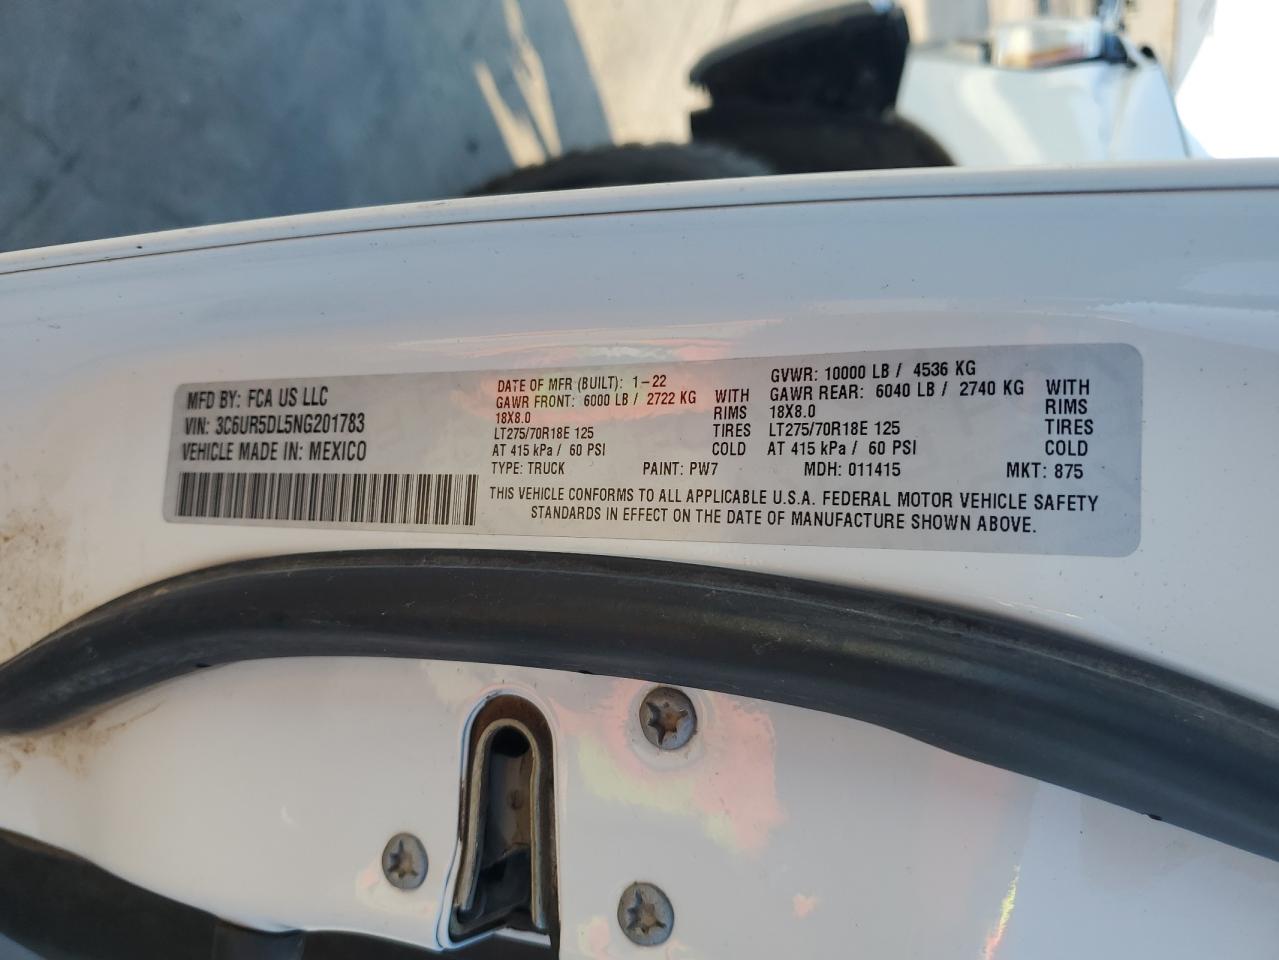 MFD BY: FCA US LLC
VIN: 3C6UR5DL5NG201783
VEHICLE MADE IN: MEXICO
DATE OF MFR (BUILT): 1-22
GAWR FRONT: 6000 LB / 2722 KG WITH
18X8.0 RIMS
LT275/70R18E 125 TIRES
AT 415 kPa / 60 PSI COLD
GVWR: 10000 LB / 4536 KG
GAWR REAR: 6040 LB / 2740 KG WITH
18X8.0 RIMS
LT275/70R18E 125 TIRES
AT 415 kPa / 60 PSI COLD
TYPE: TRUCK PAINT: PW7 MDH: 011415 MKT: 875
THIS VEHICLE CONFORMS TO ALL APPLICABLE U.S.A. FEDERAL MOTOR VEHICLE SAFETY
STANDARDS IN EFFECT ON THE DATE OF MANUFACTURE SHOWN ABOVE.